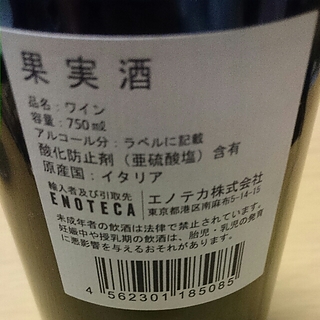 果実酒
品名：ワイン
容量：750㎖
アルコール分：ラベルに記載
酸化防止剤（亜硫酸塩）含有
原産国：イタリア
輸入者及び引取先
ENOTECA
エノテカ株式会社
東京都港区南麻布5-14-15
未成年者の飲酒は法律で禁止されています。
妊娠中や授乳期の飲酒は、胎児・乳児の発育
に悪影響を与えるおそれがあります。
4 562301 185085